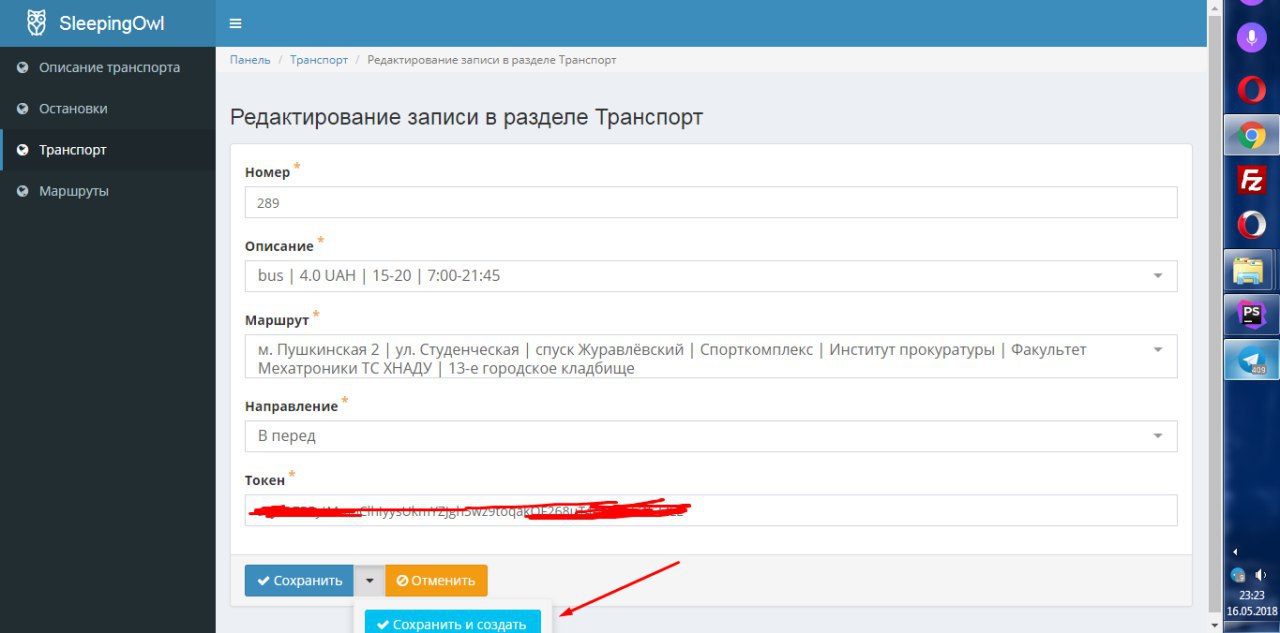 SleepingOwl
Описание транспорта
Остановки
Транспорт
Маршруты
Панель / Транспорт / Редактирование записи в разделе Транспорт
Редактирование записи в разделе Транспорт
Номер *
289
Описание *
bus | 4.0 UAH | 15-20 | 7:00-21:45
Маршрут *
м. Пушкинская 2 | ул. Студенческая | спуск Журавлёвский | Спорткомплекс | Институт прокуратуры | Факультет
Мехатроники ТС ХНАДУ | 13-е городское кладбище
Направление *
В перед
Токен *
Сохранить
Отменить
Сохранить и создать
Fz
PS
409
23:23
16.05.2018